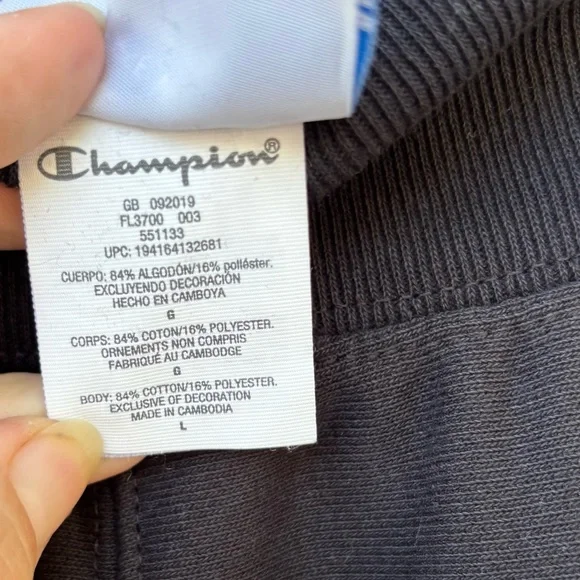 Champion®
GB 092019
FL3700 003
551133
UPC: 194164132681
CUERPO: 84% ALGODÓN/16% poliéster.
EXCLUYENDO DECORACIÓN
HECHO EN CAMBOYA
G
CORPS: 84% COTON/16% POLYESTER.
ORNEMENTS NON COMPRIS
FABRIQUÉ AU CAMBODGE
G
BODY: 84% COTTON/16% POLYESTER.
EXCLUSIVE OF DECORATION
MADE IN CAMBODIA
L